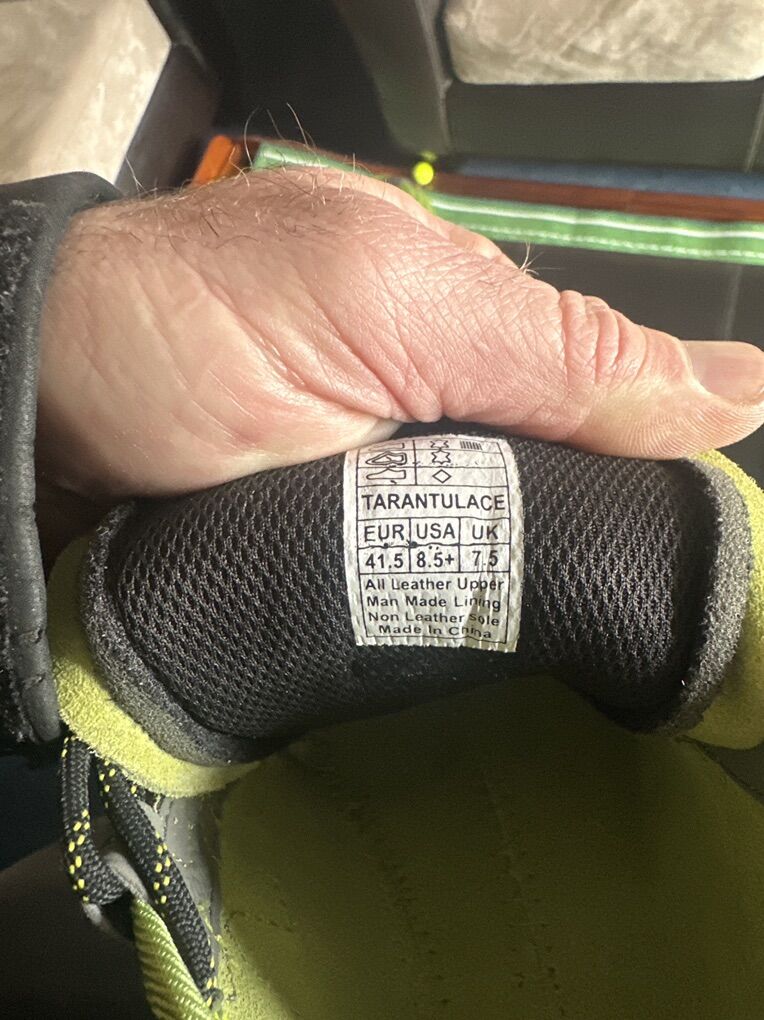 TARANTULACE
EUR USA UK
41.5 8.5+ 7.5
All Leather Upper
Man Made Lining
Non Leather sole
Made In China